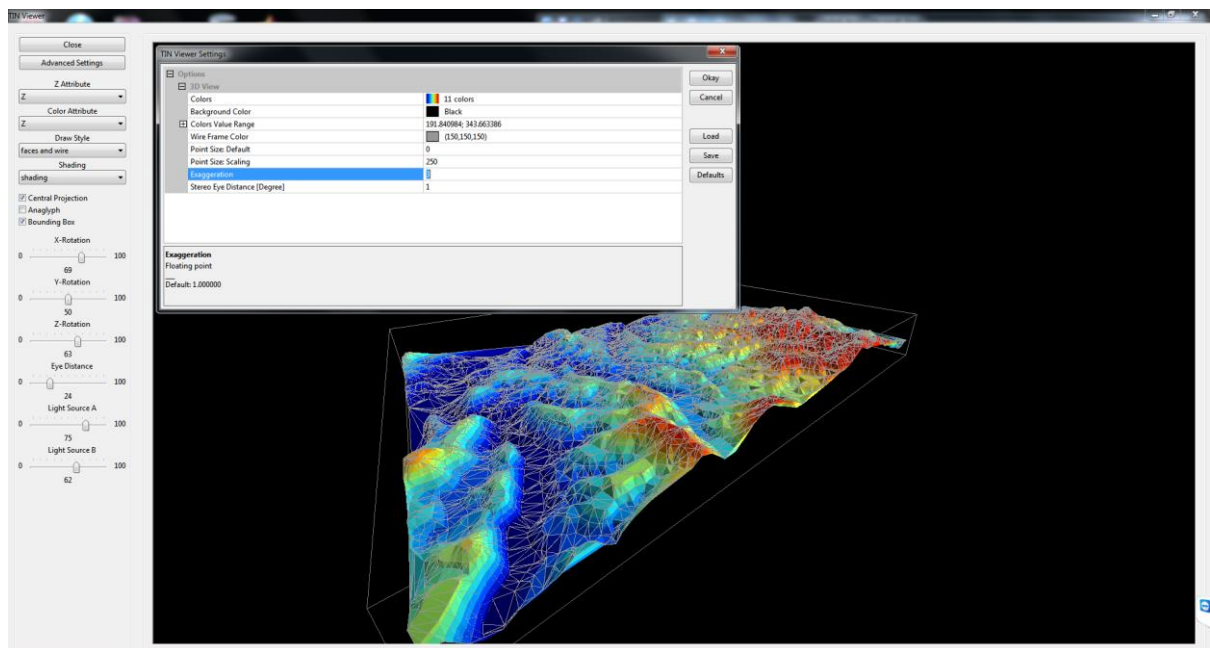 TIN Viewer
Close
Advanced Settings
Z Attribute
Z
Color Attribute
Z
Draw Style
faces and wire
Shading
shading
Central Projection
Anaglyph
Bounding Box
X-Rotation
0 100
69
Y-Rotation
0 100
50
Z-Rotation
0 100
63
Eye Distance
0 100
24
Light Source A
0 100
75
Light Source B
0 100
62
TIN Viewer Settings
Options
3D View
Colors 11 colors
Background Color Black
Colors Value Range 191.840984; 343.663386
Wire Frame Color (150,150,150)
Point Size: Default 0
Point Size: Scaling 250
Exaggeration
Stereo Eye Distance [Degree] 1
Exaggeration
Floating point
Default: 1.000000
Okay
Cancel
Load
Save
Defaults